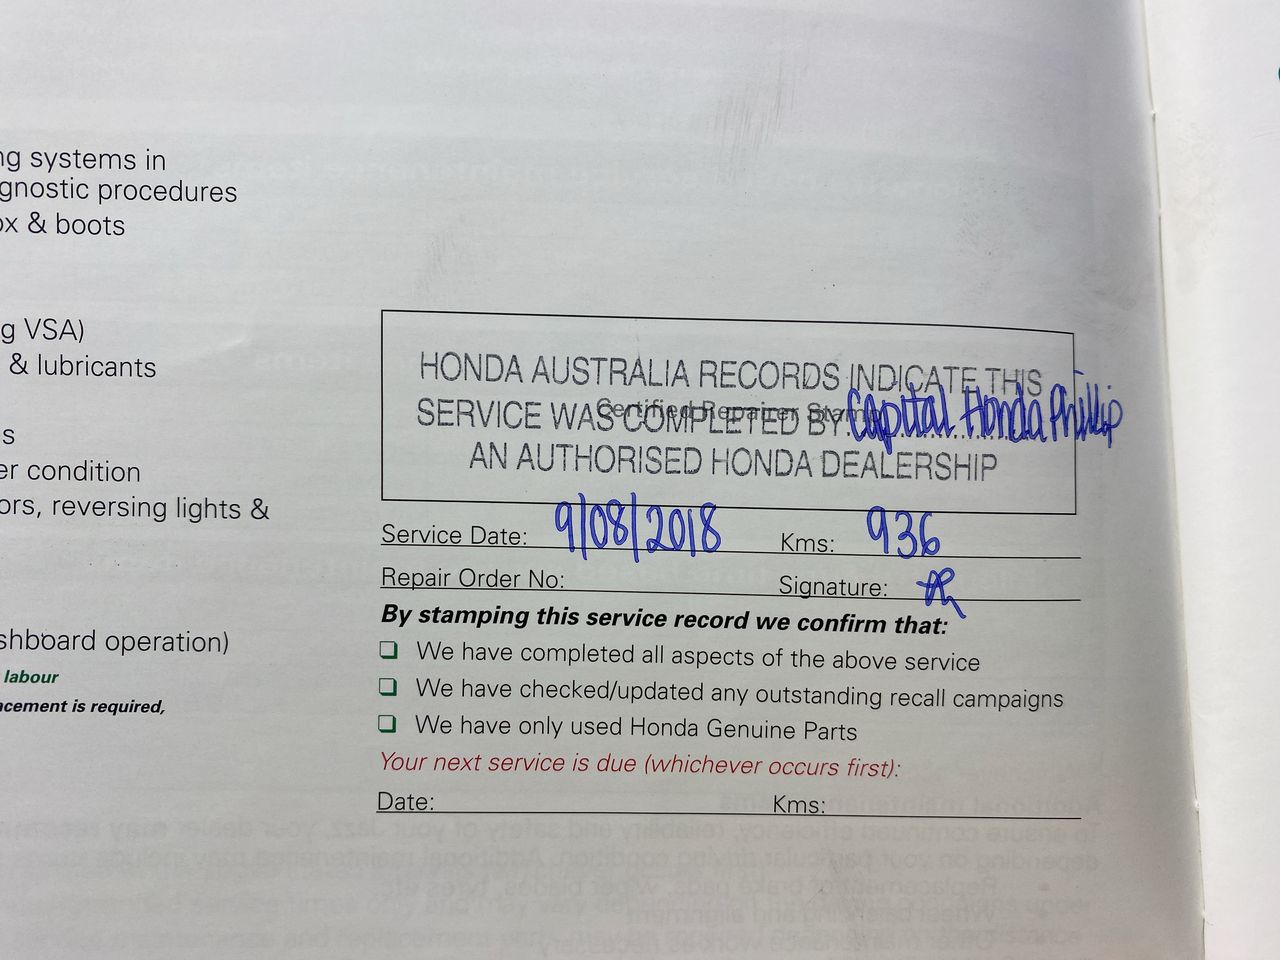 ng systems in
gnostic procedures
ox & boots
g VSA)
& lubricants
s
er condition
ors, reversing lights &
shboard operation)
labour
acement is required,
HONDA AUSTRALIA RECORDS INDICATE THIS
Certified Repairer Stamp
SERVICE WAS COMPLETED BY: Capital Honda Phillip
AN AUTHORISED HONDA DEALERSHIP
Service Date: 9/08/2018 Kms: 936
Repair Order No: Signature:
By stamping this service record we confirm that:
❑ We have completed all aspects of the above service
❑ We have checked/updated any outstanding recall campaigns
❑ We have only used Honda Genuine Parts
Your next service is due (whichever occurs first):
Date: Kms: